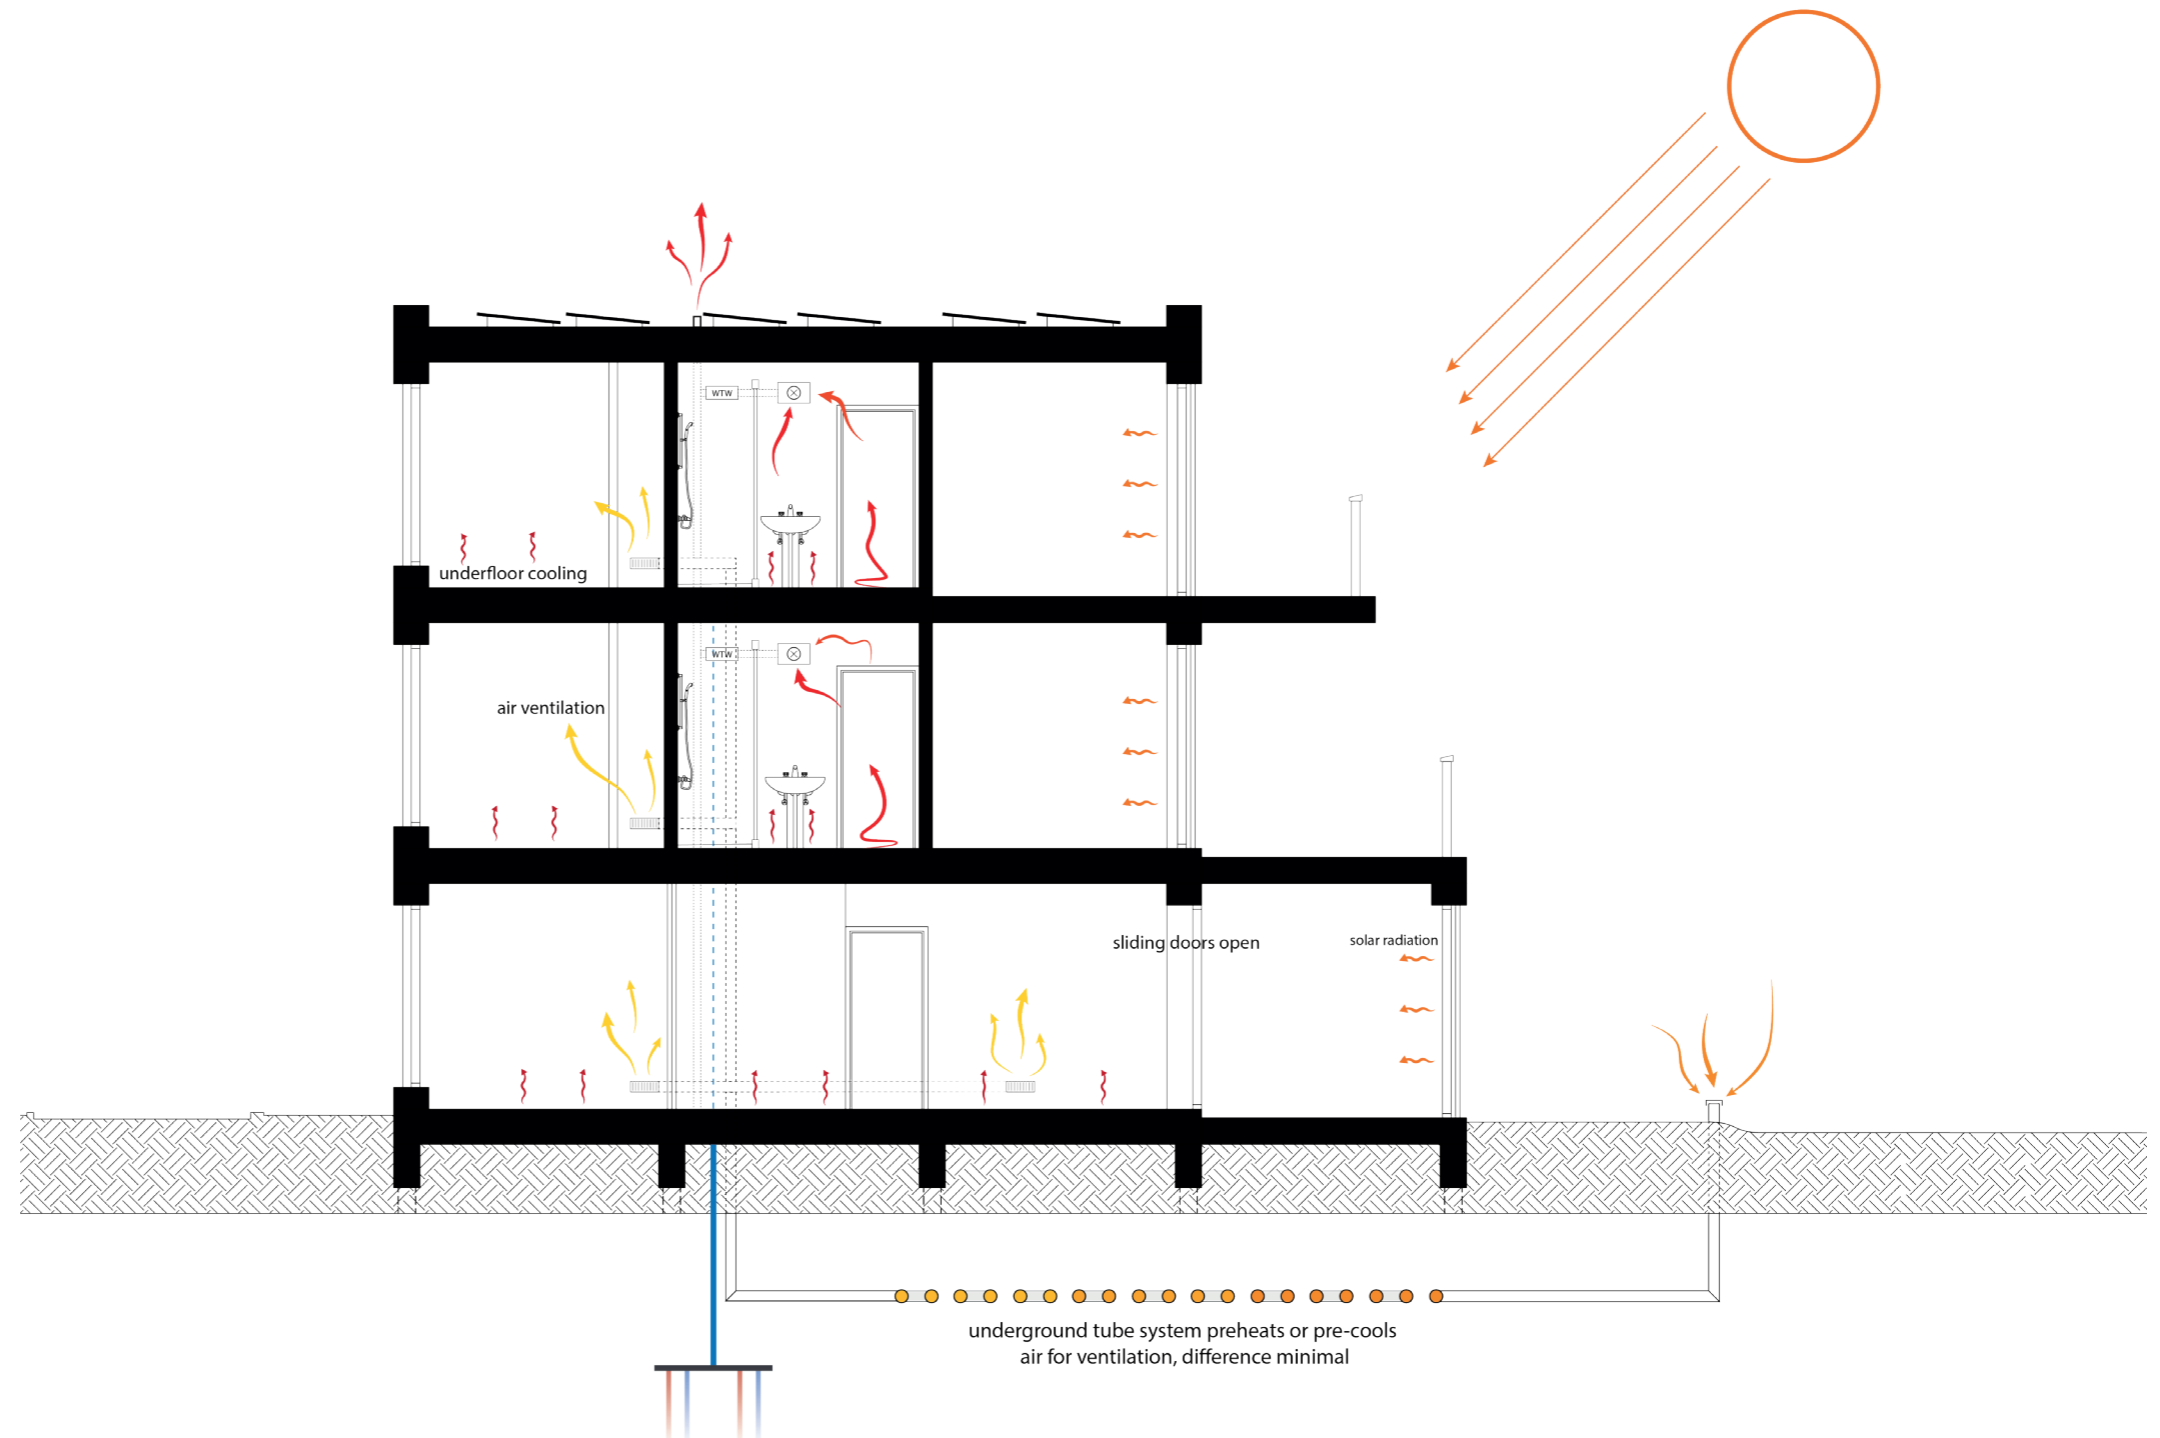 WTW
underfloor cooling
WTW
air ventilation
sliding doors open
solar radiation
underground tube system preheats or pre-cools
air for ventilation, difference minimal